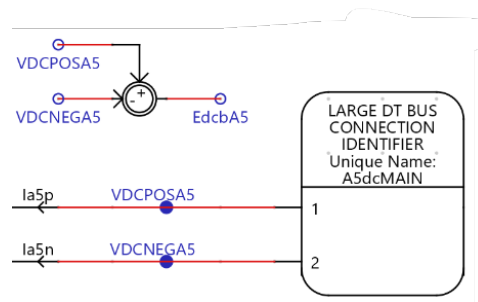 VDCPOSA5
- +
VDCNEGA5
EdcbA5
LARGE DT BUS
CONNECTION
IDENTIFIER
Unique Name:
A5dcMAIN
Ia5p
VDCPOSA5
1
Ia5n
VDCNEGA5
2